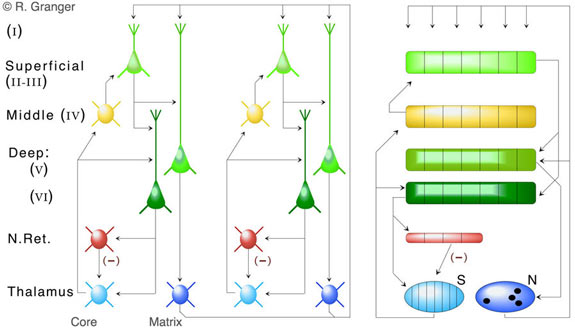 © R. Granger
(I)
Superficial
(II-III)
Middle (IV)
Deep:
(V)
(VI)
N.Ret.
(–)
(–)
(–)
S
N
Thalamus
Core
Matrix